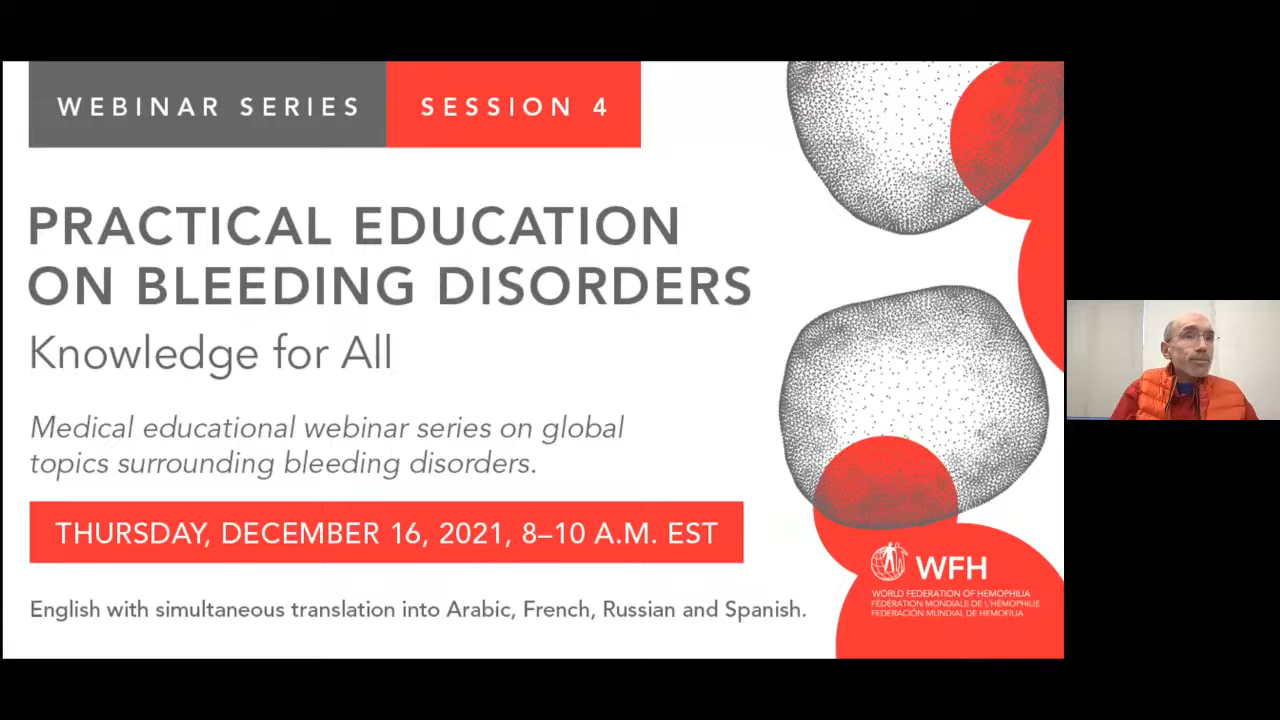 WEBINAR SERIES
SESSION 4
PRACTICAL EDUCATION
ON BLEEDING DISORDERS
Knowledge for All
Medical educational webinar series on global
topics surrounding bleeding disorders.
THURSDAY, DECEMBER 16, 2021, 8–10 A.M. EST
English with simultaneous translation into Arabic, French, Russian and Spanish.
WFH
WORLD FEDERATION OF HEMOPHILIA
FÉDÉRATION MONDIALE DE L'HÉMOPHILIE
FEDERACIÓN MUNDIAL DE HEMOFILIA